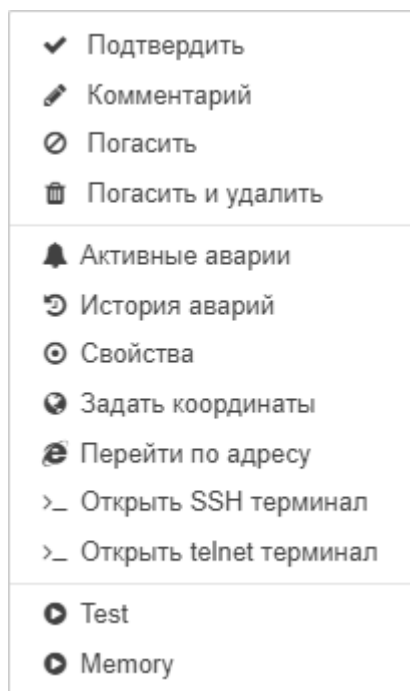 Подтвердить
Комментарий
Погасить
Погасить и удалить
Активные аварии
История аварий
Свойства
Задать координаты
Перейти по адресу
>_ Открыть SSH терминал
>_ Открыть telnet терминал
Test
Memory